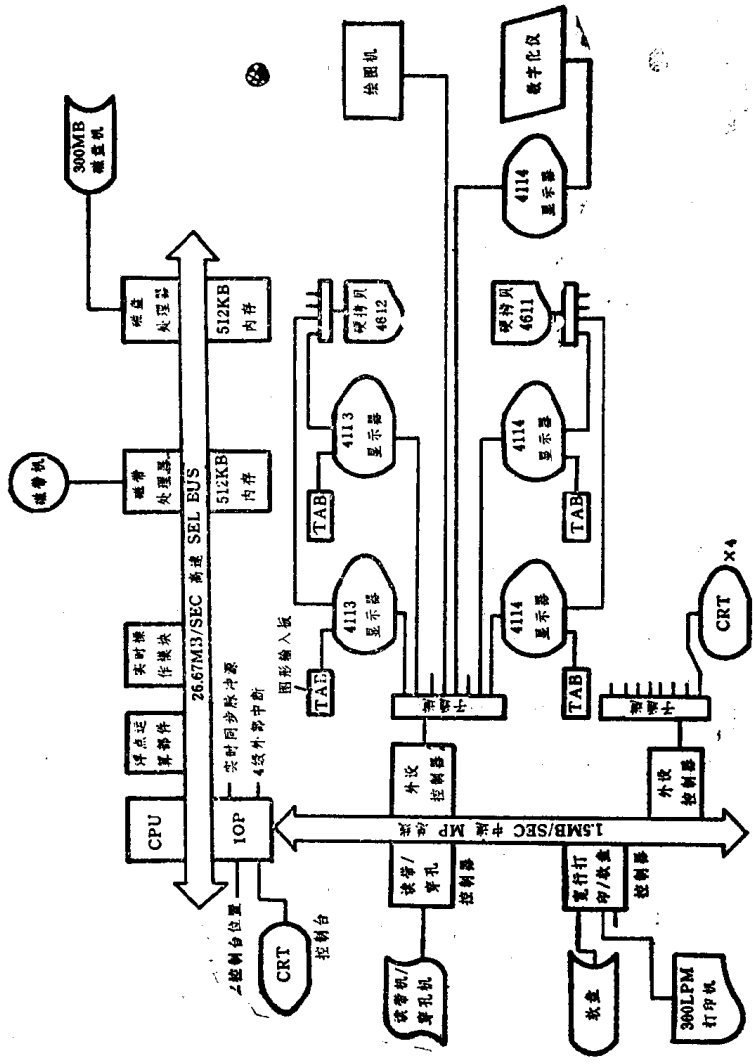 300MB
磁盘机
磁带机
磁盘
处理器
512KB
内存
磁带
处理器
512KB
内存
实时操
作模块
浮点运
算部件
26.67MB/SEC 高速 SEL BUS
CPU
IOP
实时同步脉冲源
4级外部中断
控制台位置
CRT
控制台
绘图机
数字化仪
4114
显示器
硬拷贝
4612
硬拷贝
4611
4113
显示器
TAB
4113
显示器
TAB
图形输入板
4114
显示器
TAB
4114
显示器
TAB
外设
控制器
1.5MB/SEC 中速 MP
读带/
穿孔
控制器
读带机/
穿孔机
宽行打
印/软盘
控制器
软盘
300LPM
打印机
外设
控制器
CRT
×4